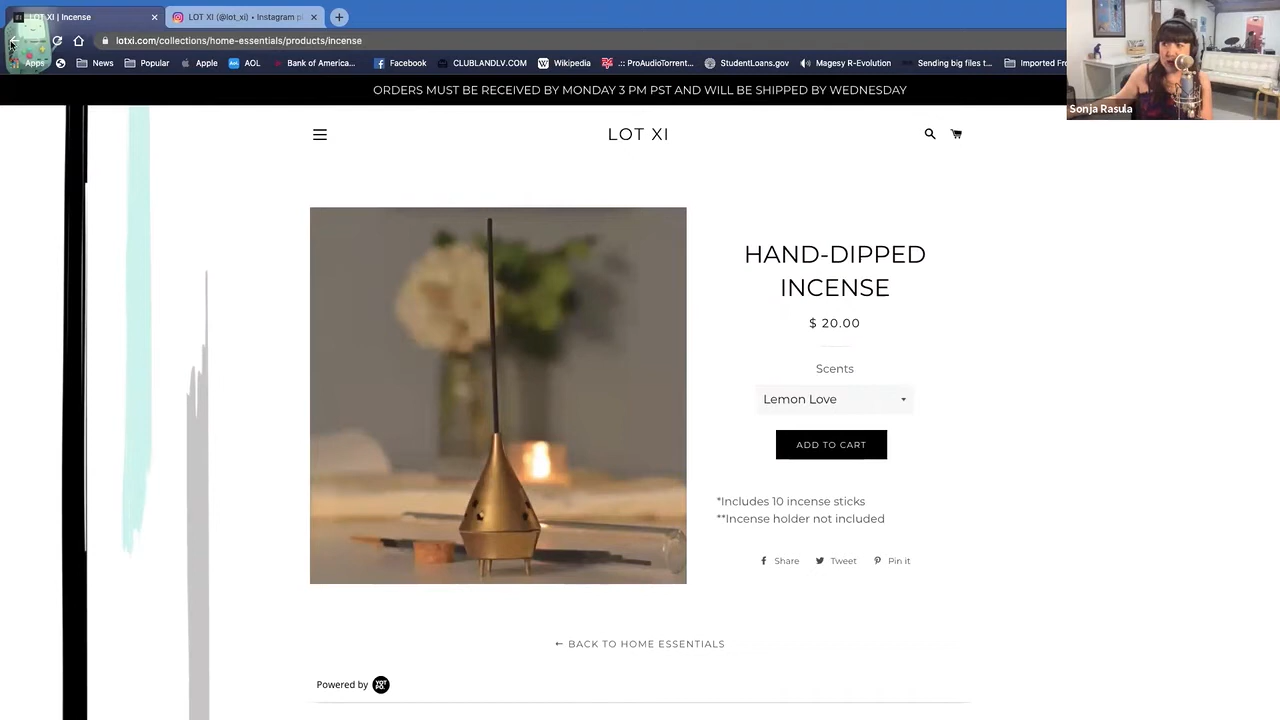 LOT XI | Incense
LOT XI (@lot_xi) • Instagram p
lotxi.com/collections/home-essentials/products/incense
Apps
News
Popular
Apple
Aol.
AOL
Bank of America...
Facebook
CLUBLANDLV.COM
W
Wikipedia
.:: ProAudioTorrent...
StudentLoans.gov
Magesy R-Evolution
Sending big files t...
Imported Fro
Sonja Rasula
ORDERS MUST BE RECEIVED BY MONDAY 3 PM PST AND WILL BE SHIPPED BY WEDNESDAY
LOT XI
HAND-DIPPED
INCENSE
$ 20.00
Scents
Lemon Love
ADD TO CART
*Includes 10 incense sticks
**Incense holder not included
Share
Tweet
Pin it
← BACK TO HOME ESSENTIALS
Powered by
YOT
PO.